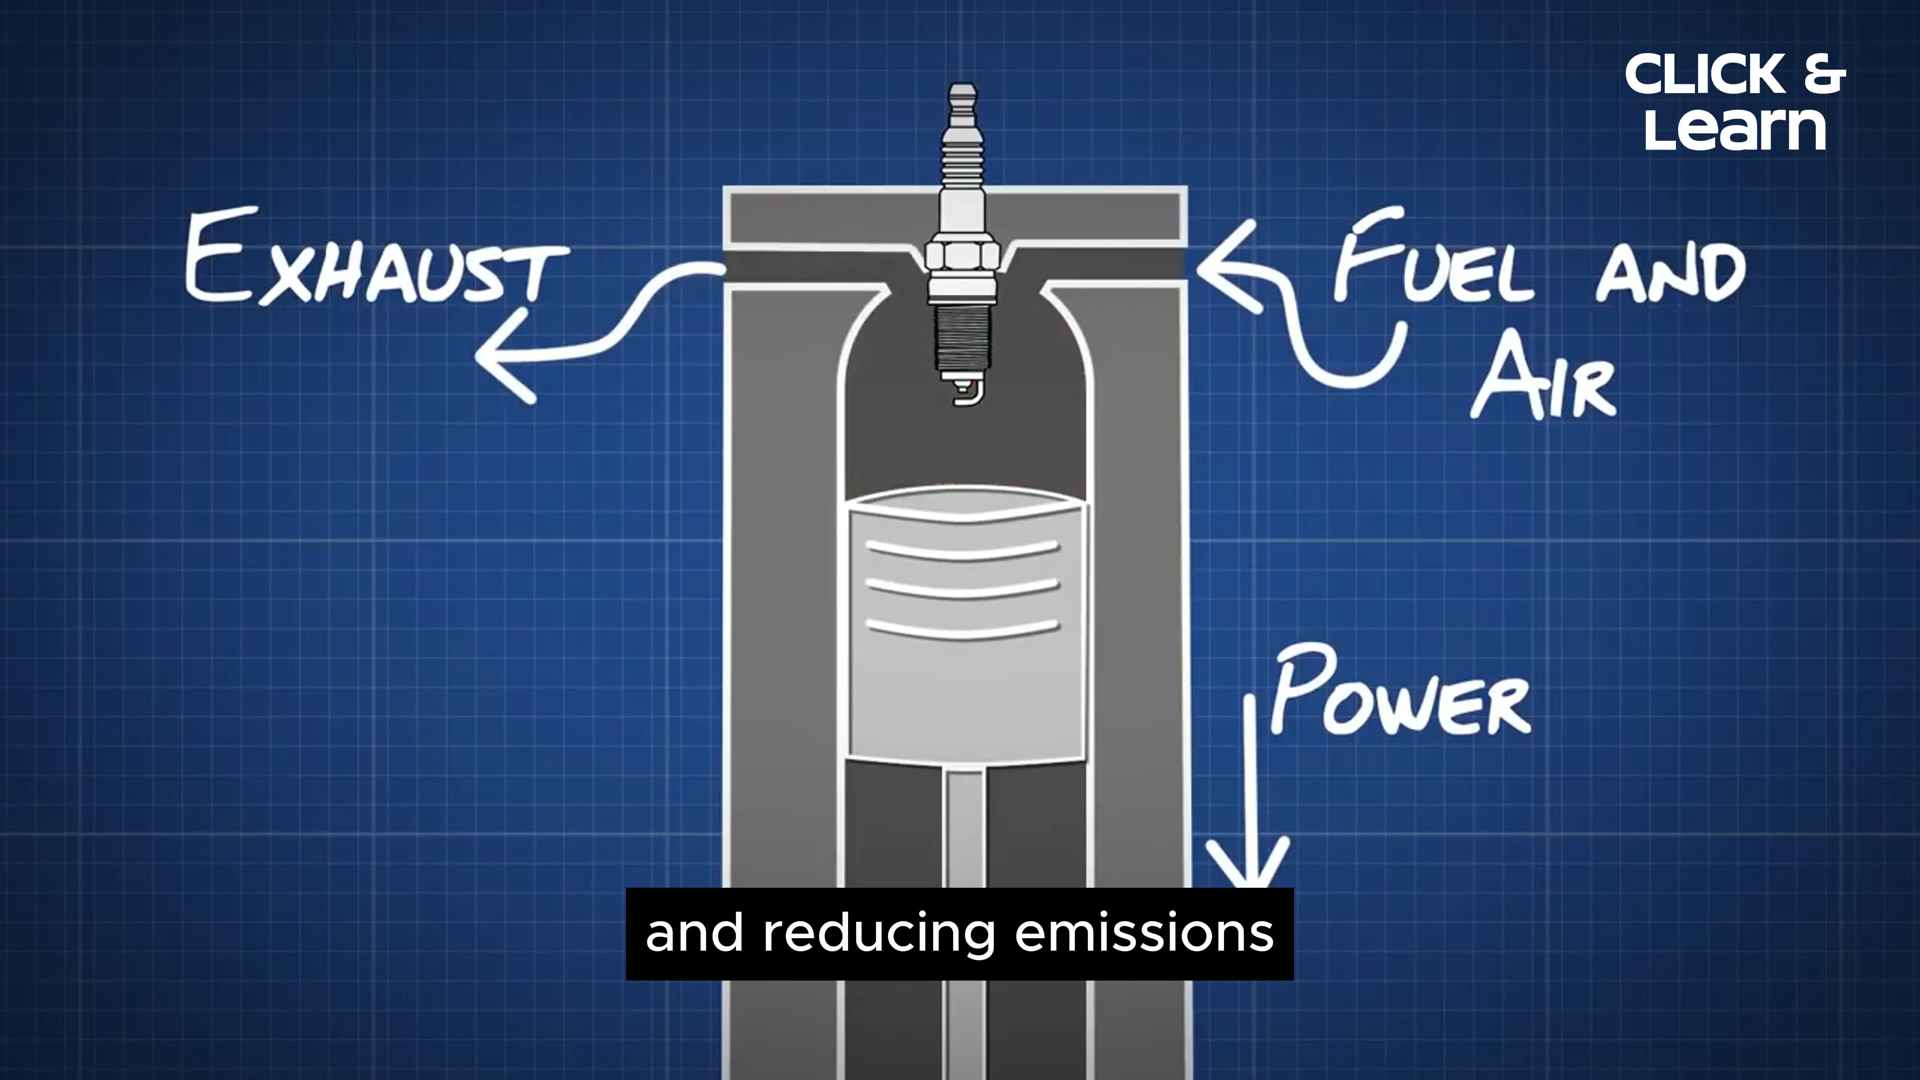 CLICK &
Learn
EXHAUST
FUEL AND
AIR
POWER
and reducing emissions